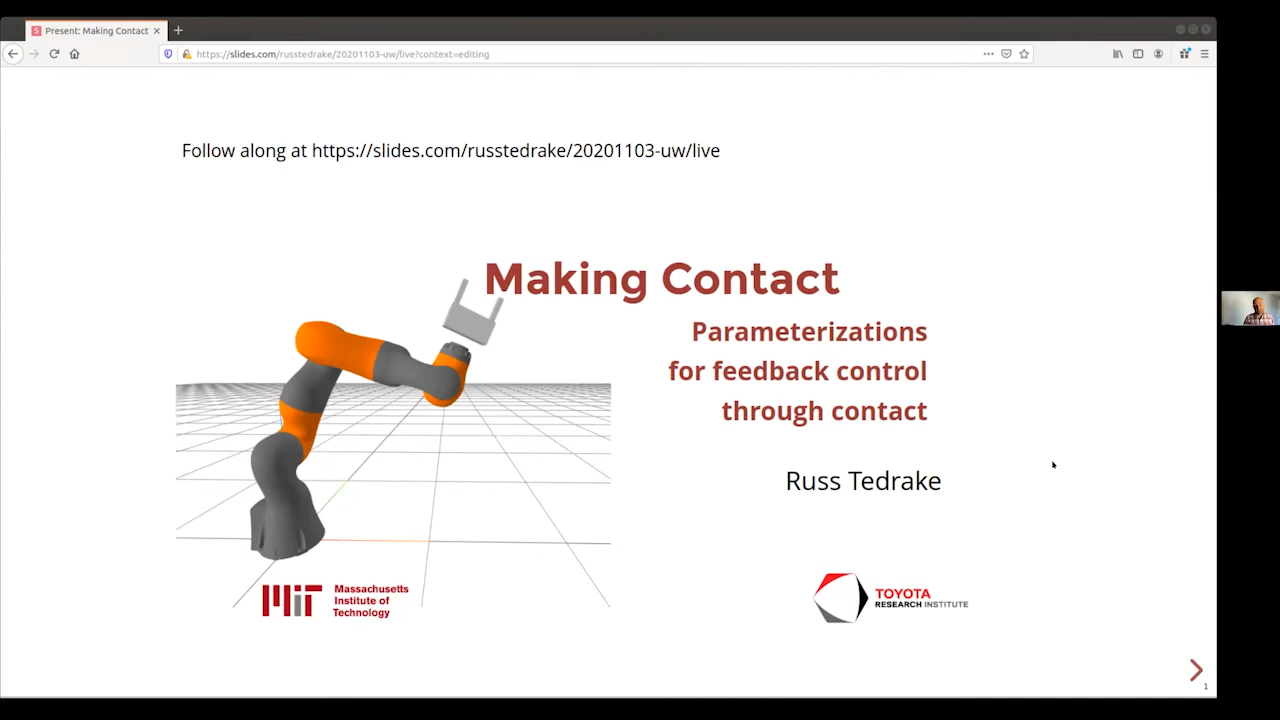 Present: Making Contact
https://slides.com/russtedrake/20201103-uw/live?context=editing
Follow along at https://slides.com/russtedrake/20201103-uw/live
Making Contact
Parameterizations
for feedback control
through contact
Russ Tedrake
MIT
Massachusetts
Institute of
Technology
TOYOTA
RESEARCH INSTITUTE
1